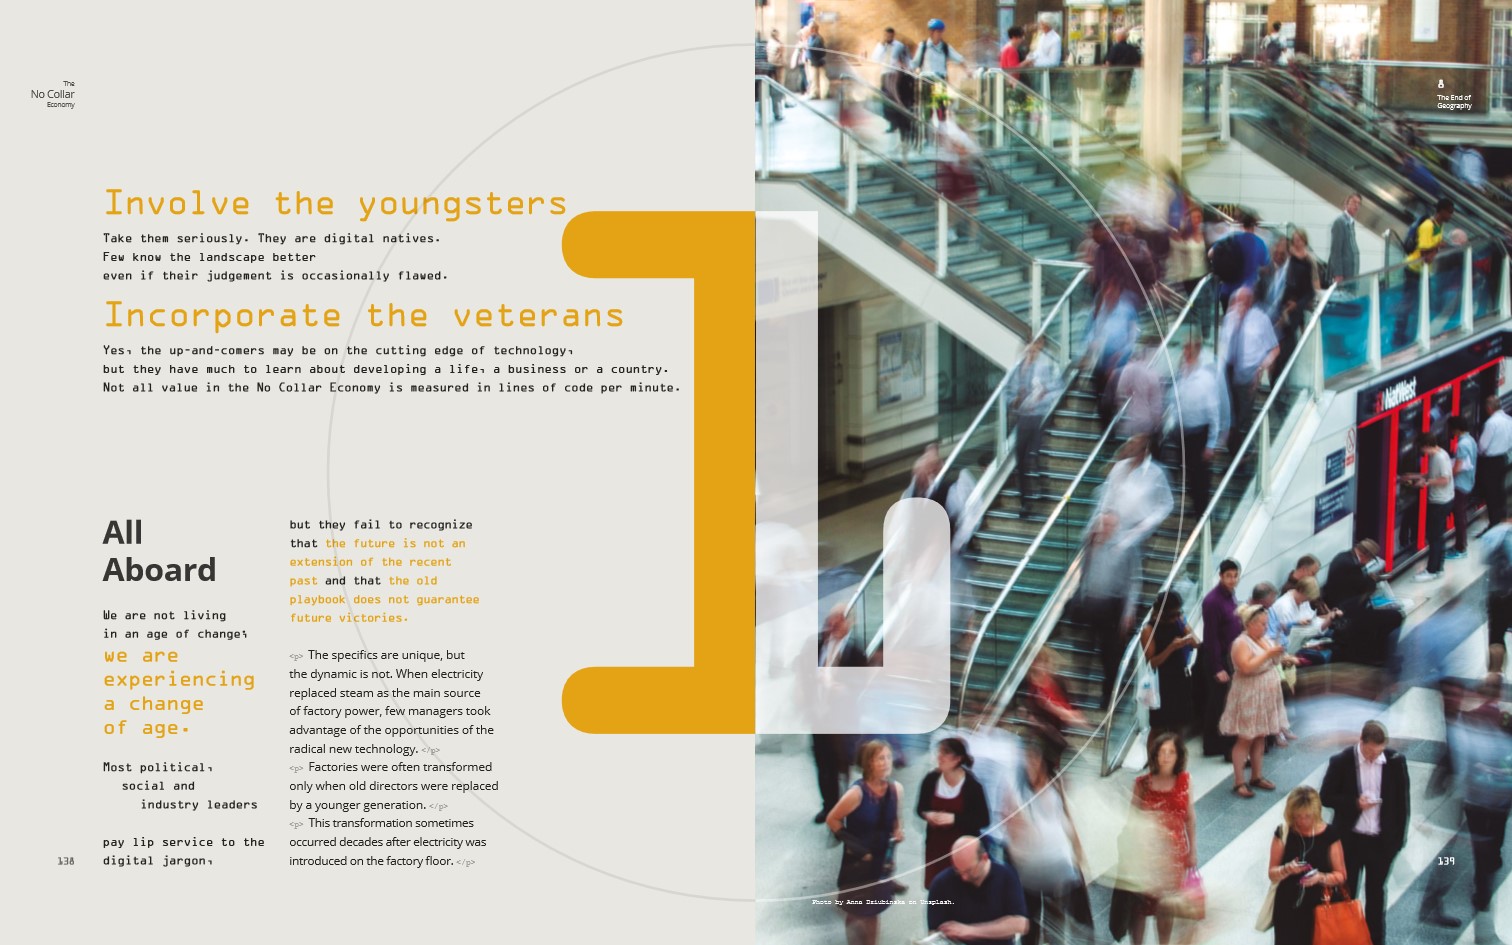 The
No Collar
Economy
Involve the youngsters
Take them seriously. They are digital natives.
Few know the landscape better
even if their judgement is occasionally flawed.
Incorporate the veterans
Yes, the up-and-comers may be on the cutting edge of technology,
but they have much to learn about developing a life, a business or a country.
Not all value in the No Collar Economy is measured in lines of code per minute.
All
Aboard
We are not living
in an age of change;
we are
experiencing
a change
of age.
Most political,
social and
industry leaders
pay lip service to the
digital jargon,
138
but they fail to recognize
that the future is not an
extension of the recent
past and that the old
playbook does not guarantee
future victories.
<p> The specifics are unique, but
the dynamic is not. When electricity
replaced steam as the main source
of factory power, few managers took
advantage of the opportunities of the
radical new technology. </p>
<p> Factories were often transformed
only when old directors were replaced
by a younger generation. </p>
<p> This transformation sometimes
occurred decades after electricity was
introduced on the factory floor. </p>
8
The End of
Geography
NatWest
139
Photo by Anna Dziubinska on Unsplash.